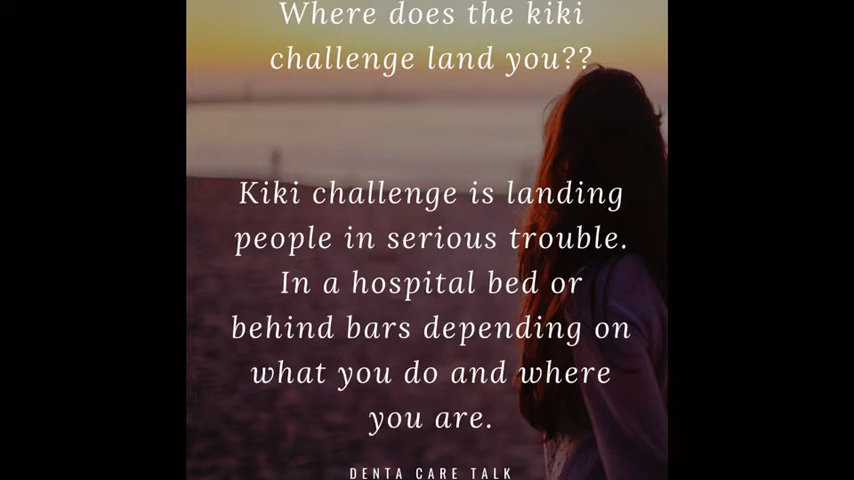 Where does the kiki
challenge land you??
Kiki challenge is landing
people in serious trouble.
In a hospital bed or
behind bars depending on
what you do and where
you are.
DENTA CARE TALK